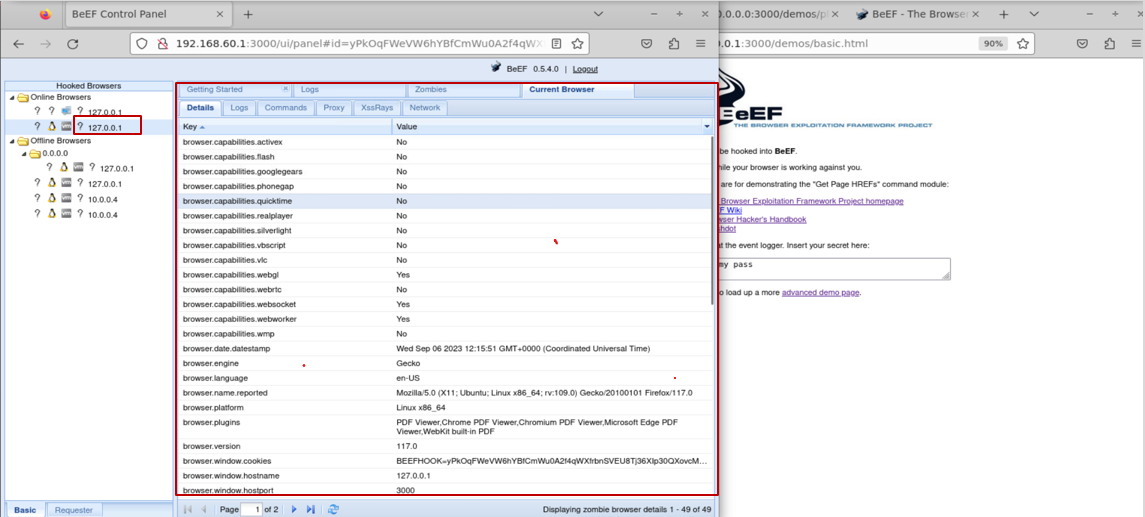 BeEF Control Panel
192.168.60.1:3000/ui/panel#id=yPkOqFWeVW6hYBfCmWu0A2f4qWX
BeEF 0.5.4.0 | Logout
Hooked Browsers
Online Browsers
? ? ? 127.0.0.1
? ? 127.0.0.1
Offline Browsers
0.0.0.0
? ? 127.0.0.1
? ? 127.0.0.1
? ? 10.0.0.4
? ? 10.0.0.4
Basic Requester
Getting Started Logs Zombies Current Browser
Details Logs Commands Proxy XssRays Network
Key Value
browser.capabilities.activex No
browser.capabilities.flash No
browser.capabilities.googlegears No
browser.capabilities.phonegap No
browser.capabilities.quicktime No
browser.capabilities.realplayer No
browser.capabilities.silverlight No
browser.capabilities.vbscript No
browser.capabilities.vlc No
browser.capabilities.webgl Yes
browser.capabilities.webrtc No
browser.capabilities.websocket Yes
browser.capabilities.webworker Yes
browser.capabilities.wmp No
browser.date.datestamp Wed Sep 06 2023 12:15:51 GMT+0000 (Coordinated Universal Time)
browser.engine Gecko
browser.language en-US
browser.name.reported Mozilla/5.0 (X11; Ubuntu; Linux x86_64; rv:109.0) Gecko/20100101 Firefox/117.0
browser.platform Linux x86_64
browser.plugins PDF Viewer,Chrome PDF Viewer,Chromium PDF Viewer,Microsoft Edge PDF
Viewer,WebKit built-in PDF
browser.version 117.0
browser.window.cookies BEEFHOOK=yPkOqFWeVW6hYBfCmWu0A2f4qWXfrbnSVEU8Tj36XIp30QXovcM...
browser.window.hostname 127.0.0.1
browser.window.hostport 3000
Page 1 of 2
Displaying zombie browser details 1 - 49 of 49
0.0.0:3000/demos/pl
BeEF - The Browser
.0.1:3000/demos/basic.html 90%
BeEF
THE BROWSER EXPLOITATION FRAMEWORK PROJECT
be hooked into BeEF.
hile your browser is working against you.
are for demonstrating the "Get Page HREFs" command module:
Browser Exploitation Framework Project homepage
F Wiki
wser Hacker's Handbook
hdot
at the event logger. Insert your secret here:
my pass
o load up a more advanced demo page.